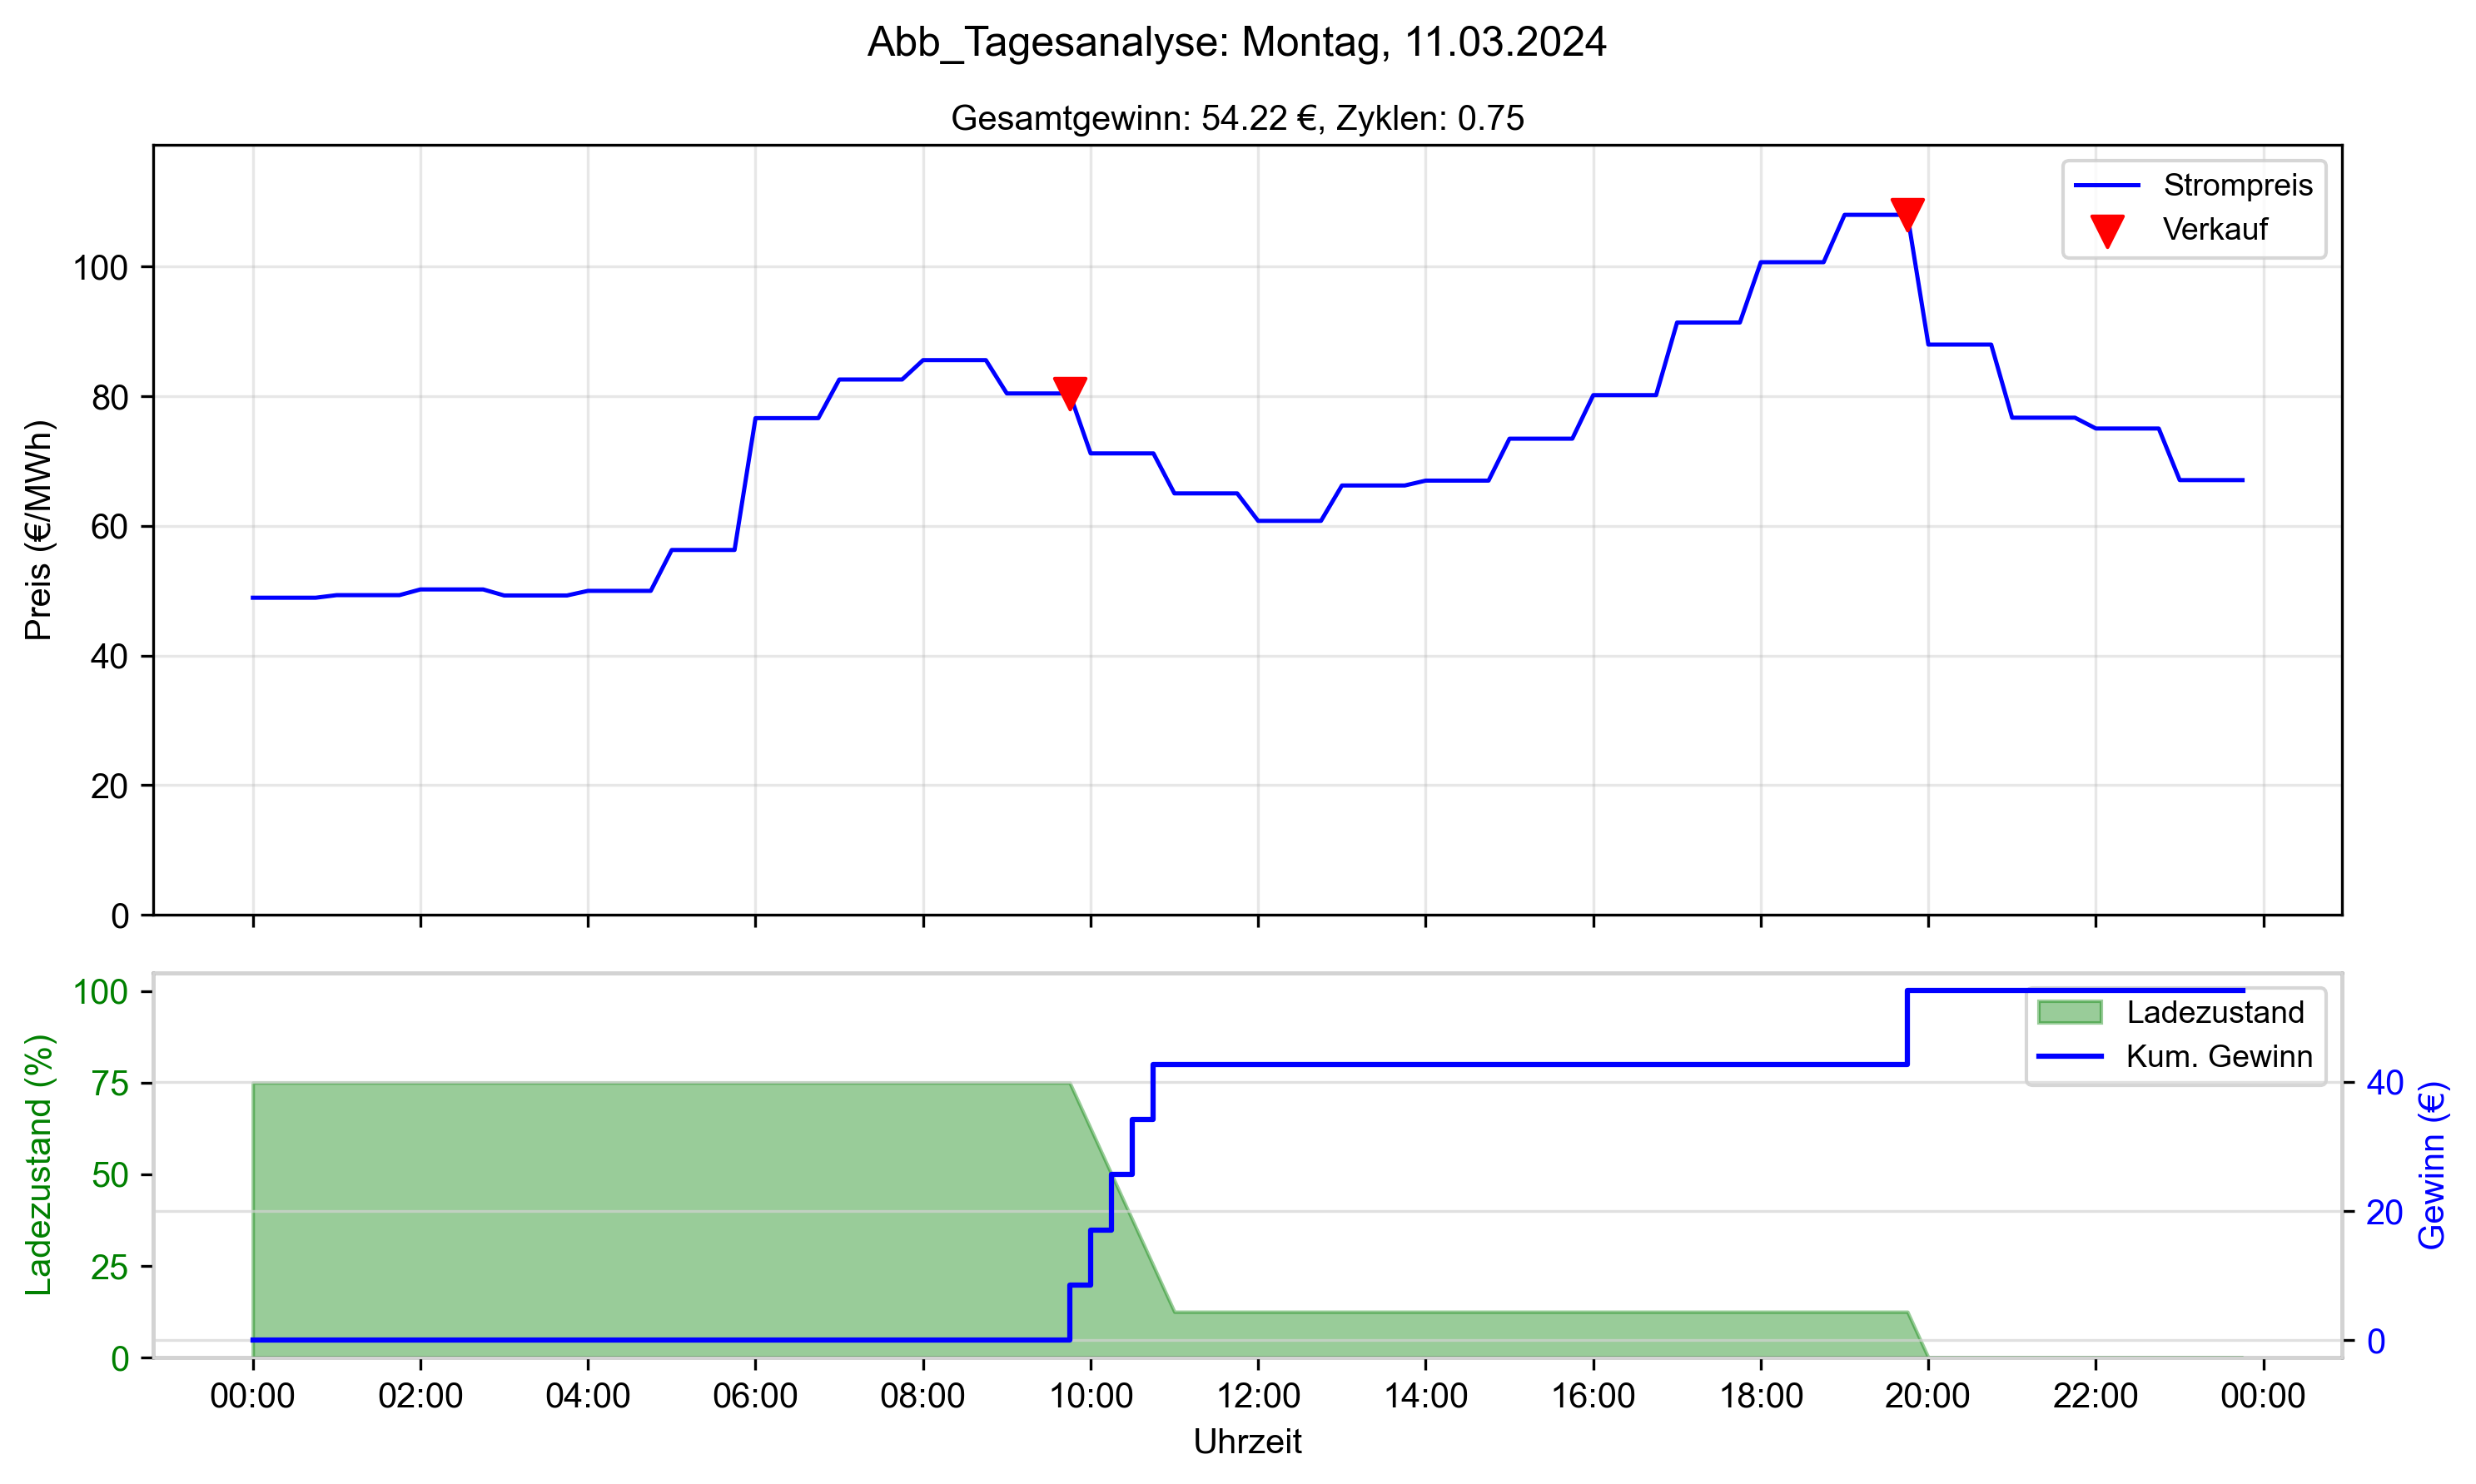 Abb_Tagesanalyse: Montag, 11.03.2024
Gesamtgewinn: 54.22 €, Zyklen: 0.75
Preis (€/MWh)
100
80
60
40
20
0
Strompreis
Verkauf
Ladezustand (%)
100
75
50
25
0
Ladezustand
Kum. Gewinn
40
20
0
Gewinn (€)
00:00 02:00 04:00 06:00 08:00 10:00 12:00 14:00 16:00 18:00 20:00 22:00 00:00
Uhrzeit